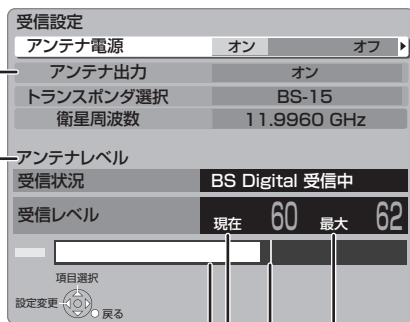 受信設定
アンテナ電源 オン オフ
アンテナ出力 オン
トランスポンダ選択 BS-15
衛星周波数 11.9960 GHz
アンテナレベル
受信状況 BS Digital 受信中
受信レベル 現在 60 最大 62
項目選択
設定変更 戻る